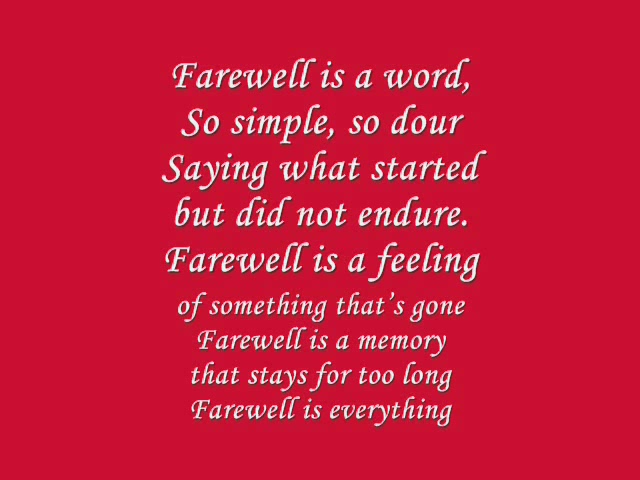 Farewell is a word,
So simple, so dour
Saying what started
but did not endure.
Farewell is a feeling
of something that’s gone
Farewell is a memory
that stays for too long
Farewell is everything